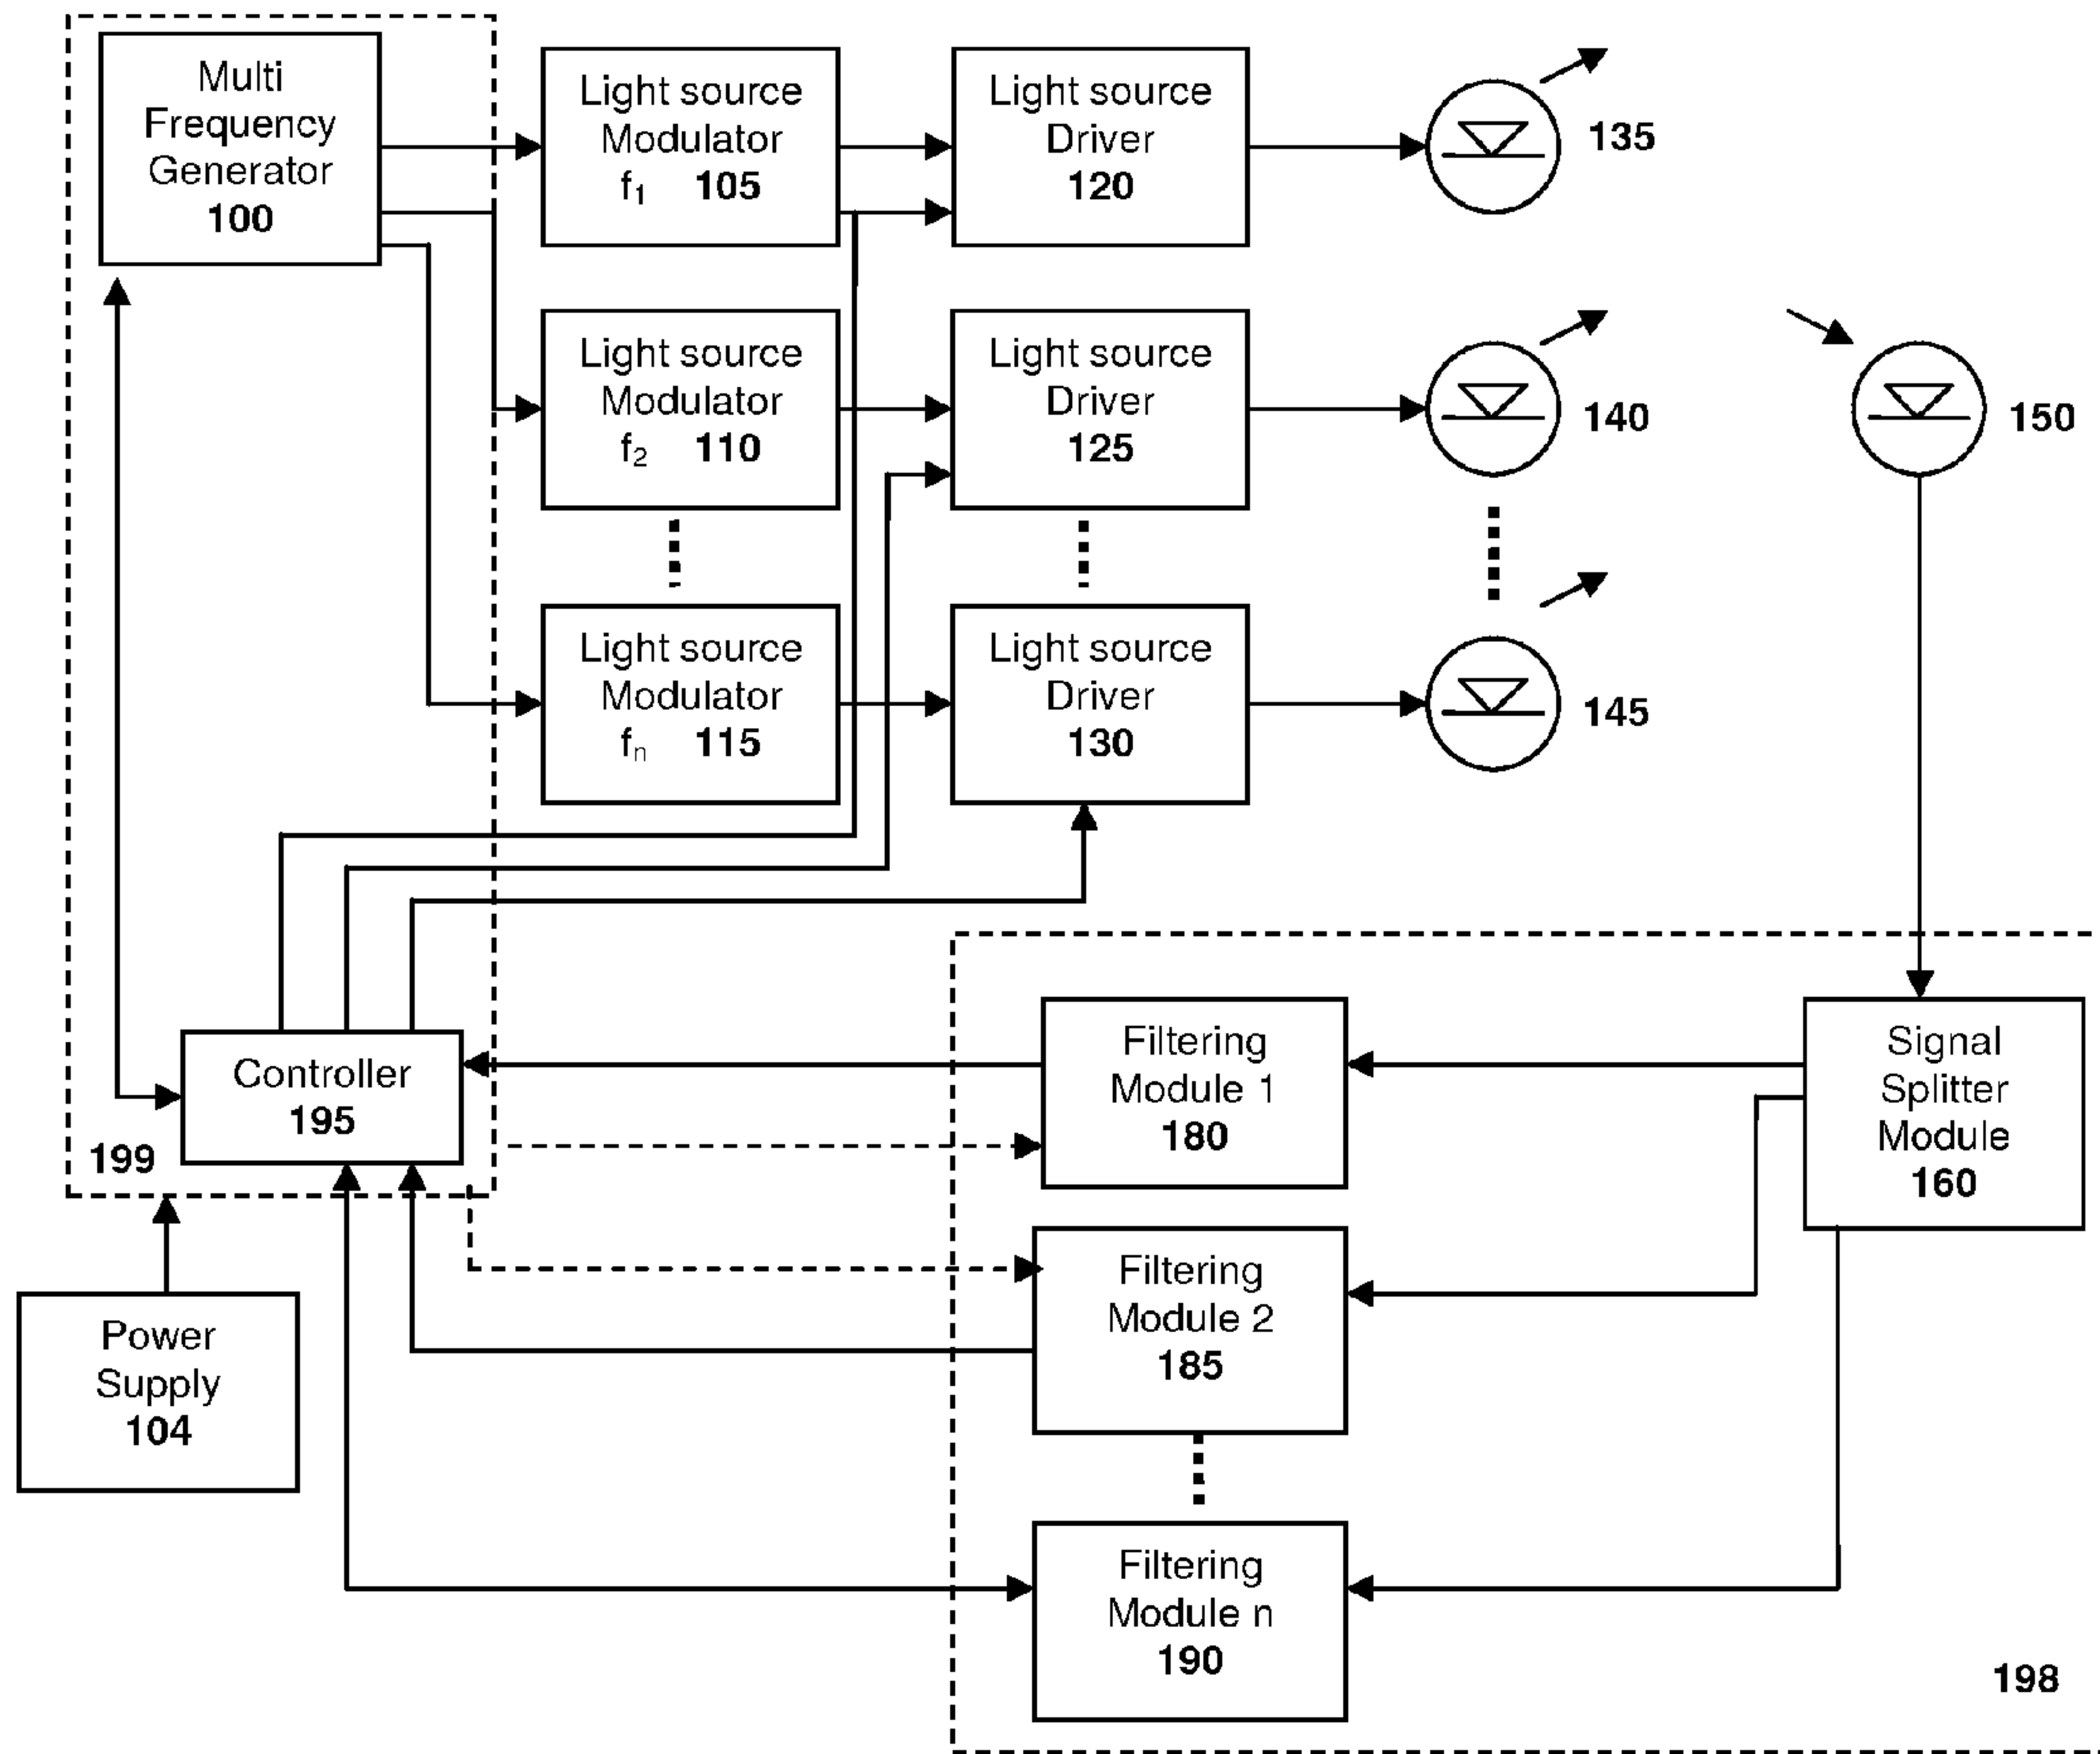 Multi
Frequency
Generator
100
Light source
Modulator
f1 105
Light source
Driver
120
135
Light source
Modulator
f2 110
Light source
Driver
125
140
150
Light source
Modulator
fn 115
Light source
Driver
130
145
Controller
195
199
Filtering
Module 1
180
Signal
Splitter
Module
160
Power
Supply
104
Filtering
Module 2
185
Filtering
Module n
190
198